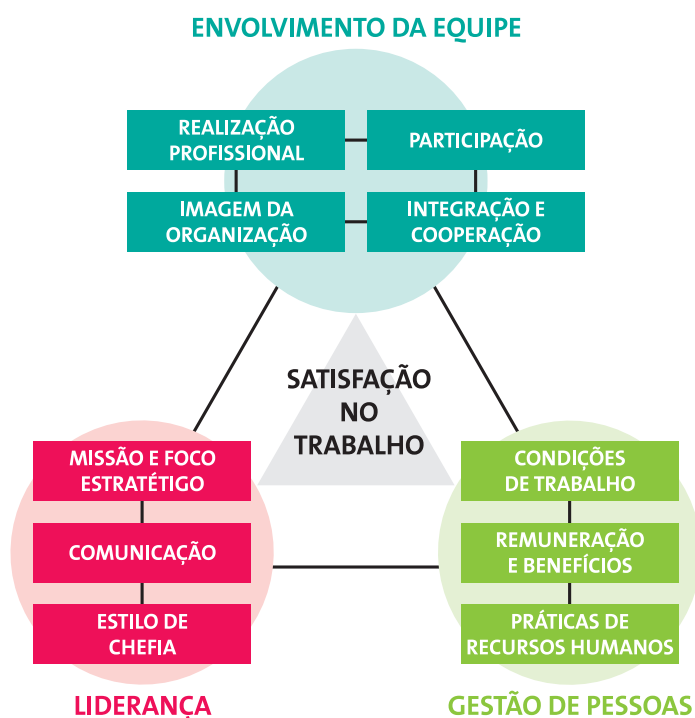 ENVOLVIMENTO DA EQUIPE
REALIZAÇÃO
PROFISSIONAL
PARTICIPAÇÃO
IMAGEM DA
ORGANIZAÇÃO
INTEGRAÇÃO E
COOPERAÇÃO
SATISFAÇÃO
NO
TRABALHO
MISSÃO E FOCO
ESTRATÉTIGO
COMUNICAÇÃO
ESTILO DE
CHEFIA
LIDERANÇA
CONDIÇÕES
DE TRABALHO
REMUNERAÇÃO
E BENEFÍCIOS
PRÁTICAS DE
RECURSOS HUMANOS
GESTÃO DE PESSOAS